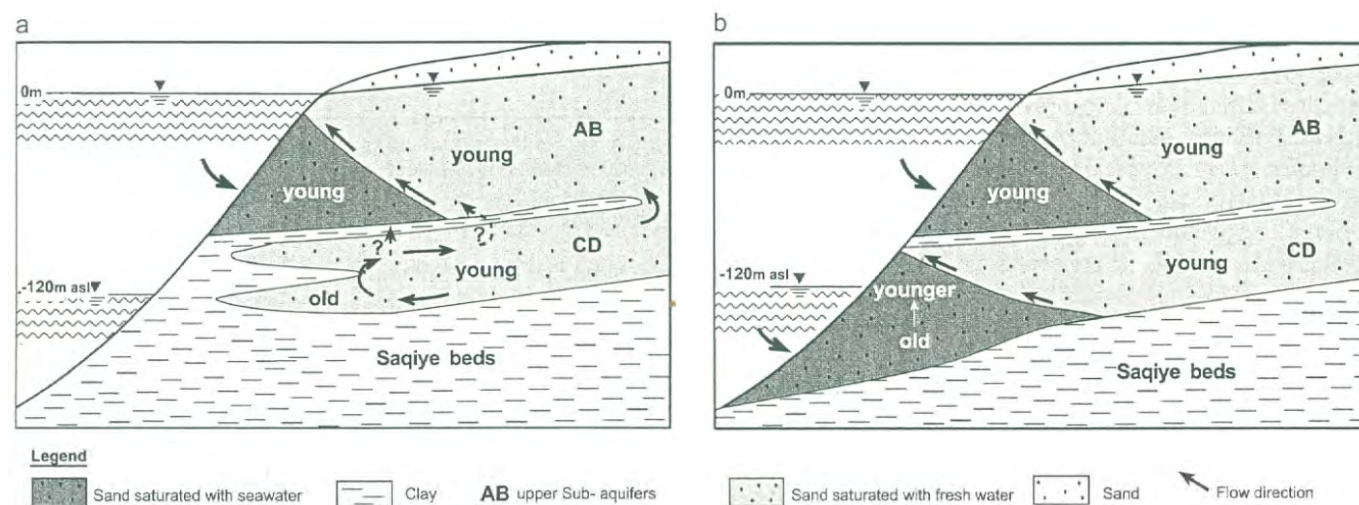 a
0m
AB
young
young
?
?
CD
young
old
-120m asl
Saqiye beds
b
0m
AB
young
young
CD
young
younger
old
-120m asl
Saqiye beds
Legend
Sand saturated with seawater
Clay
AB upper Sub- aquifers
Sand saturated with fresh water
Sand
Flow direction